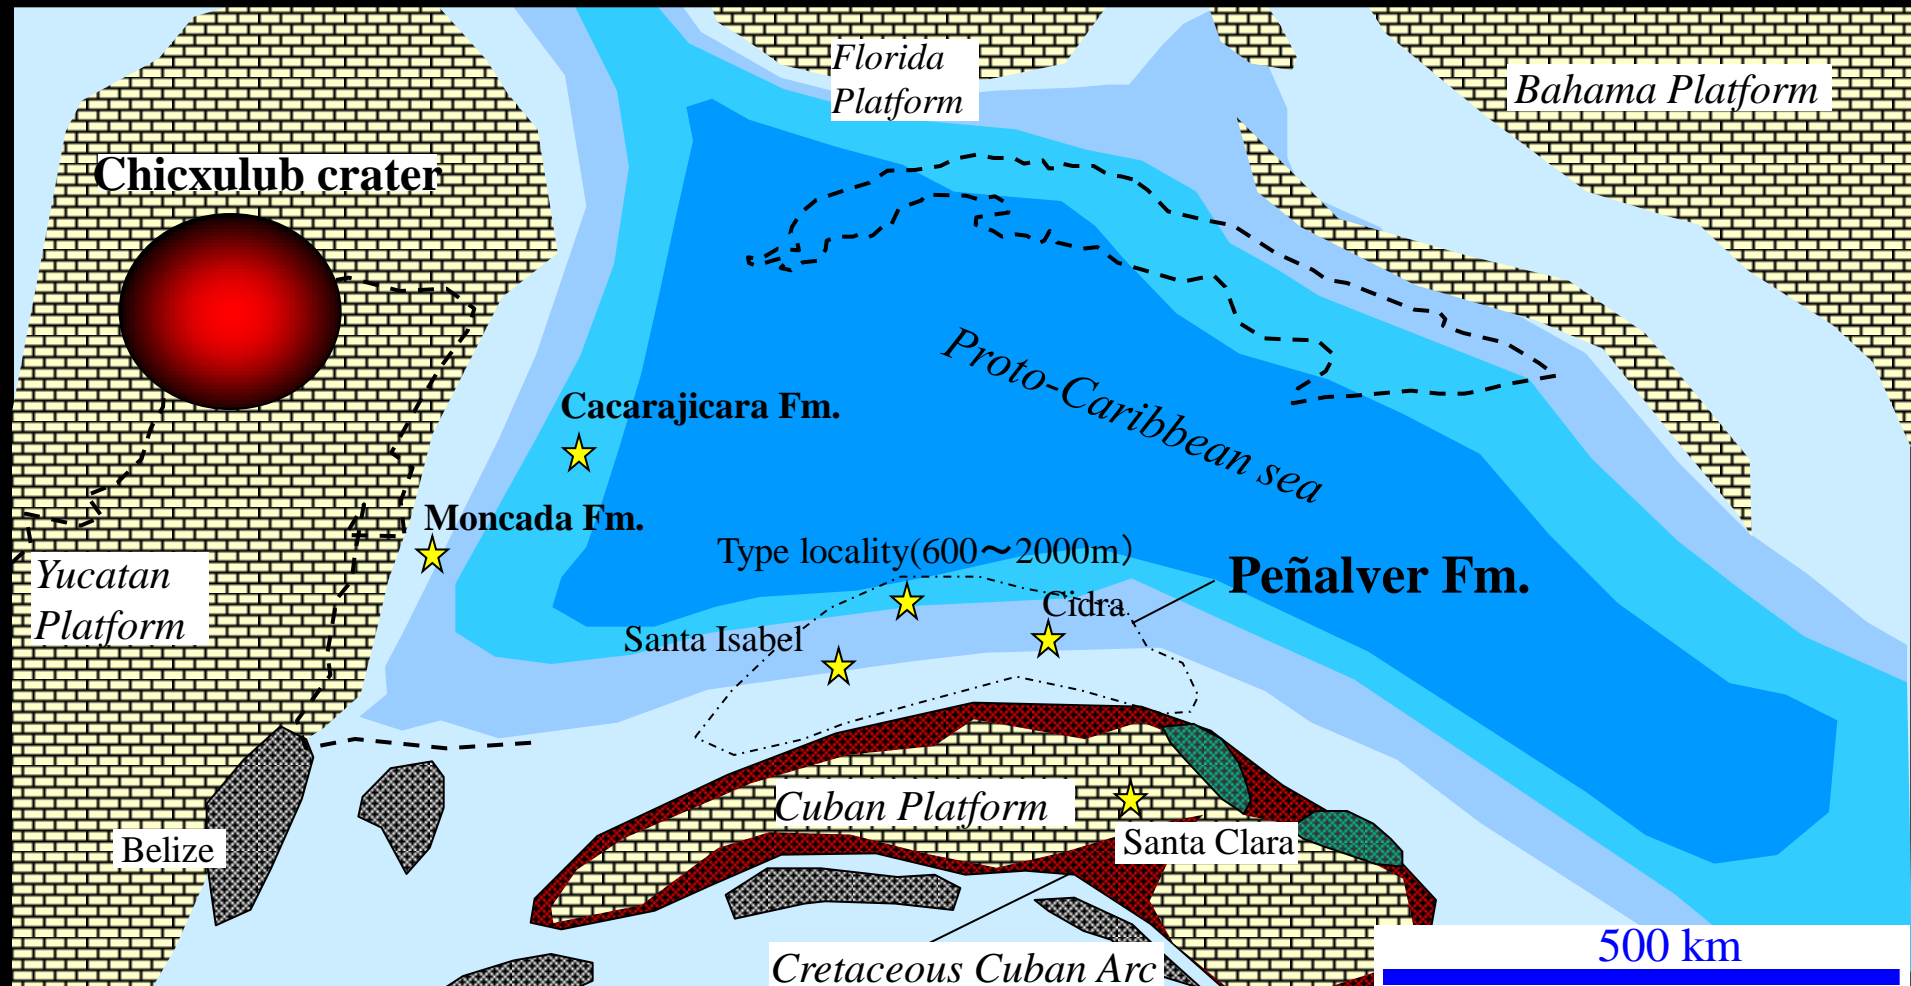 Florida
Platform
Bahama Platform
Chicxulub crater
Proto-Caribbean sea
Cacarajicara Fm.
Moncada Fm.
Type locality(600～2000m）
Peñalver Fm.
Yucatan
Platform
Cidra
Santa Isabel
Cuban Platform
Santa Clara
Belize
Cretaceous Cuban Arc
500 km